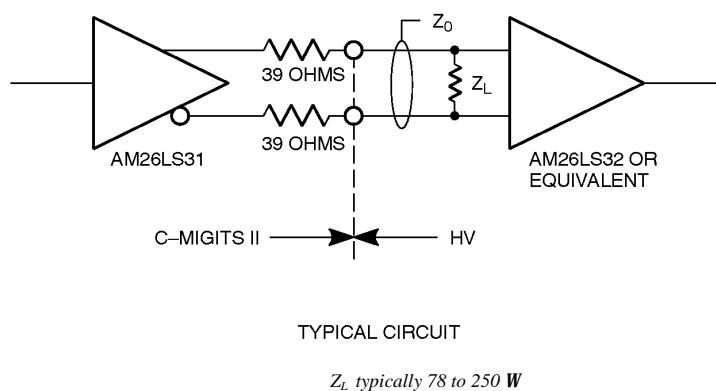 Z0
39 OHMS
ZL
39 OHMS
AM26LS31
AM26LS32 OR
EQUIVALENT
C–MIGITS II
HV
TYPICAL CIRCUIT
ZL typically 78 to 250 W